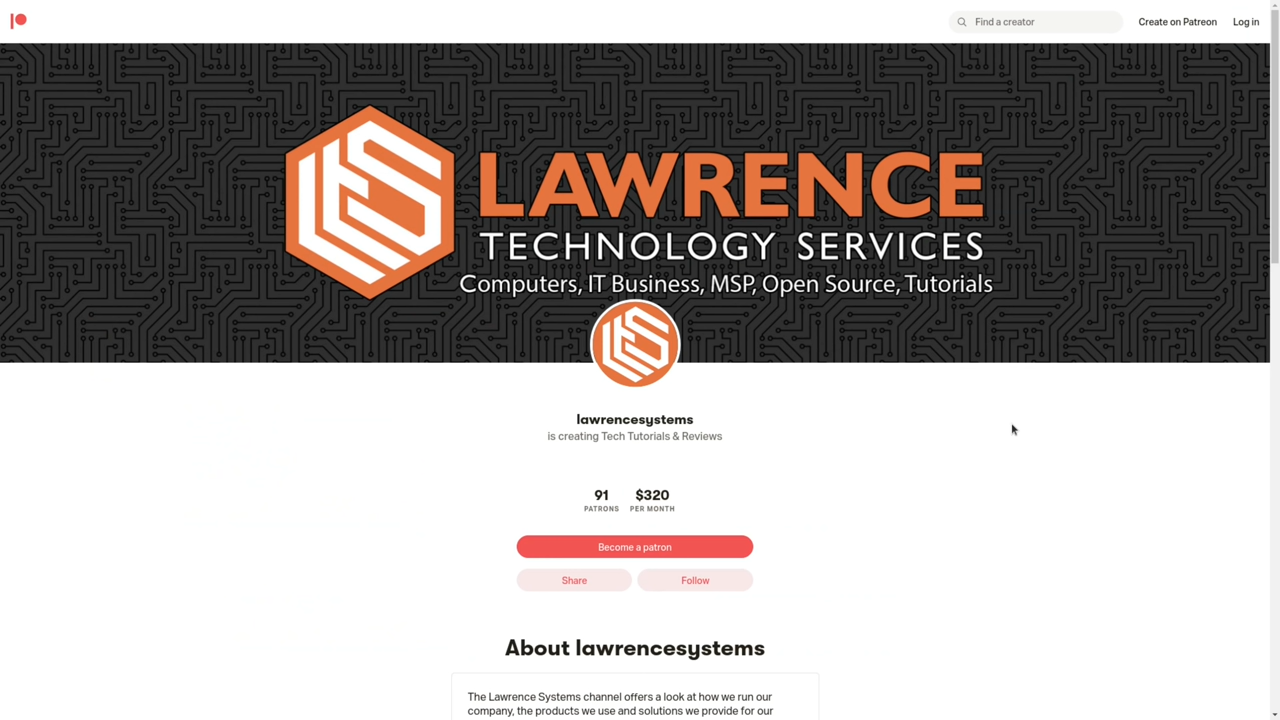 Find a creator
Create on Patreon
Log in
LAWRENCE
TECHNOLOGY SERVICES
Computers, IT Business, MSP, Open Source, Tutorials
lawrencesystems
is creating Tech Tutorials & Reviews
91 $320
PATRONS PER MONTH
Become a patron
Share
Follow
About lawrencesystems
The Lawrence Systems channel offers a look at how we run our
company, the products we use and solutions we provide for our